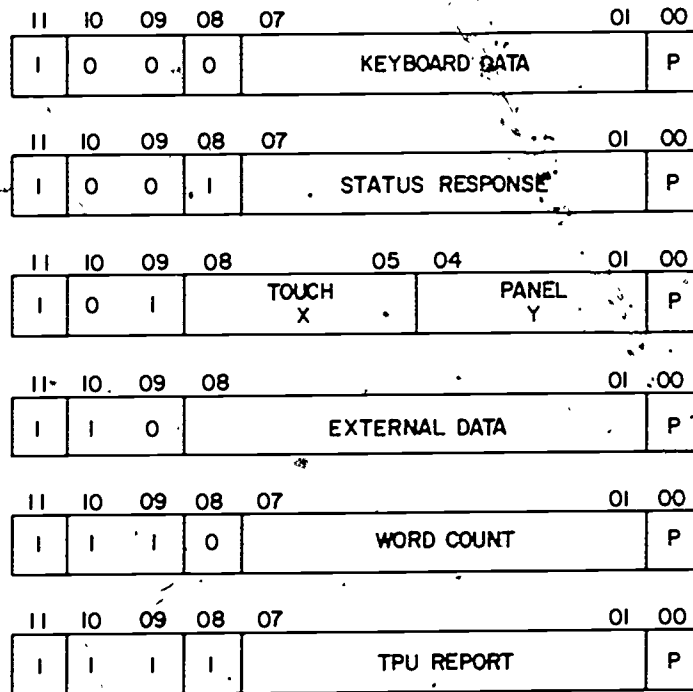 11 10 09 08 07 01 00
1 0 0 0 KEYBOARD DATA P
11 10 09 08 07 01 00
1 0 0 1 STATUS RESPONSE P
11 10 09 08 05 04 01 00
1 0 1 TOUCH X PANEL Y P
11 10 09 08 01 00
1 1 0 EXTERNAL DATA P
11 10 09 08 07 01 00
1 1 1 0 WORD COUNT P
11 10 09 08 07 01 00
1 1 1 1 TPU REPORT P